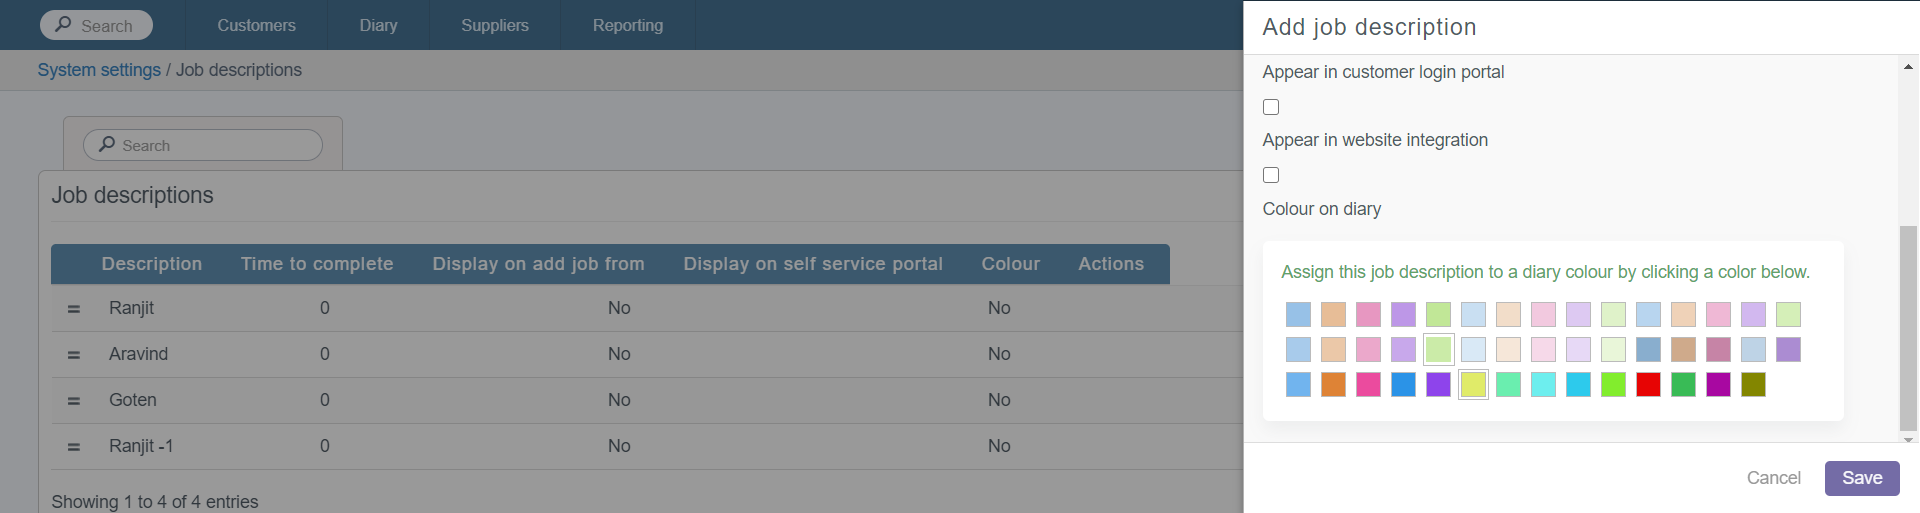 Search Customers Diary Suppliers Reporting
System settings / Job descriptions
Search
Job descriptions
Description Time to complete Display on add job from Display on self service portal Colour Actions
Ranjit 0 No No
Aravind 0 No No
Goten 0 No No
Ranjit -1 0 No No
Showing 1 to 4 of 4 entries
Add job description
Appear in customer login portal
Appear in website integration
Colour on diary
Assign this job description to a diary colour by clicking a color below.
Cancel Save